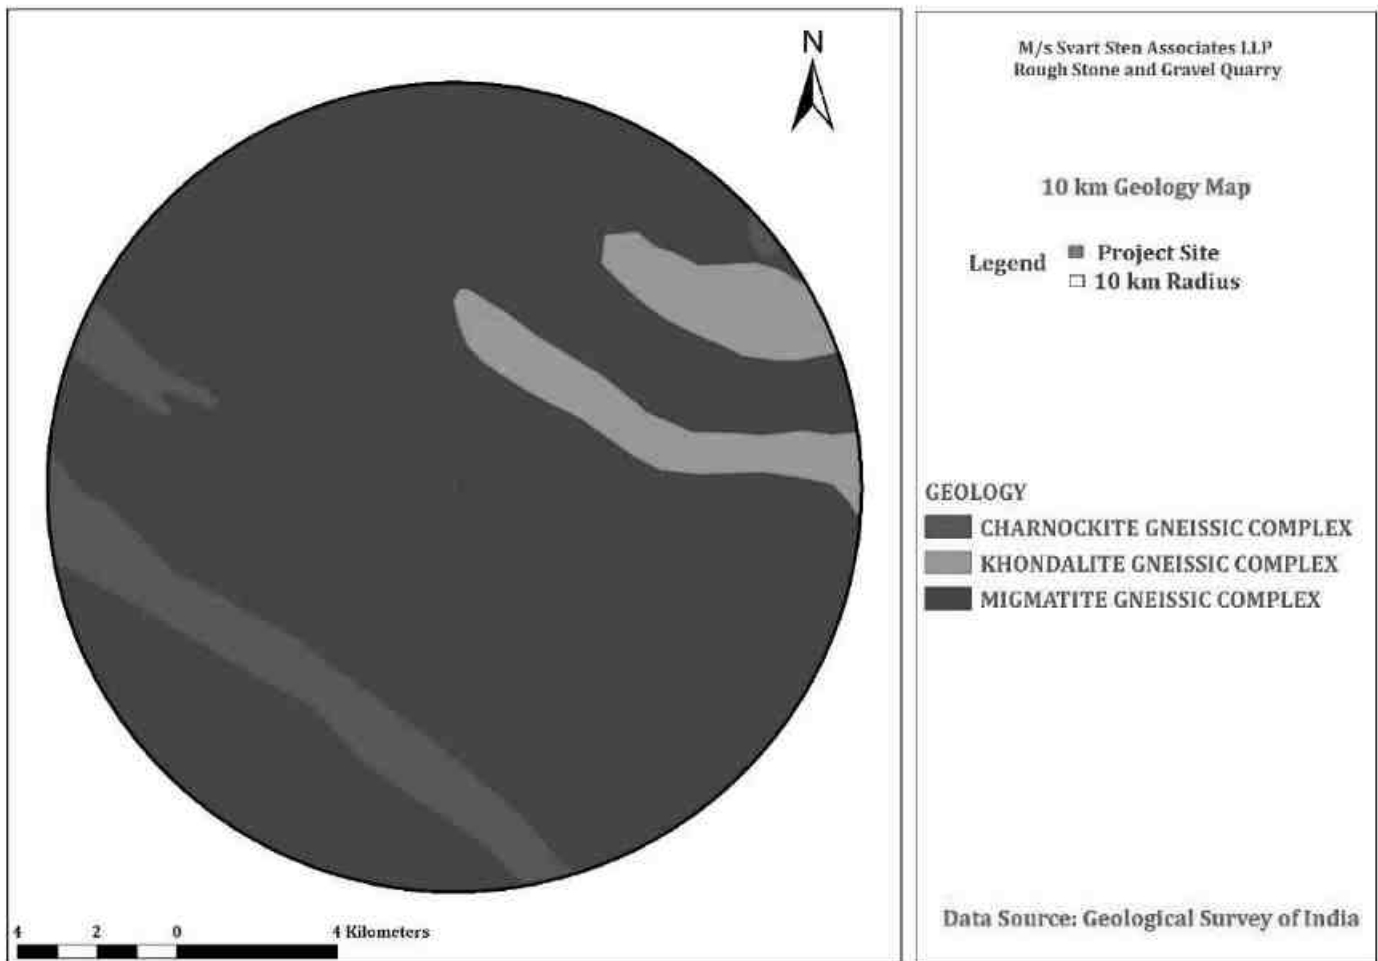 N
M/s Svart Sten Associates LLP
Rough Stone and Gravel Quarry
10 km Geology Map
Legend
Project Site
10 km Radius
GEOLOGY
CHARNOCKITE GNEISSIC COMPLEX
KHONDALITE GNEISSIC COMPLEX
MIGMATITE GNEISSIC COMPLEX
4 2 0 4 Kilometers
Data Source: Geological Survey of India